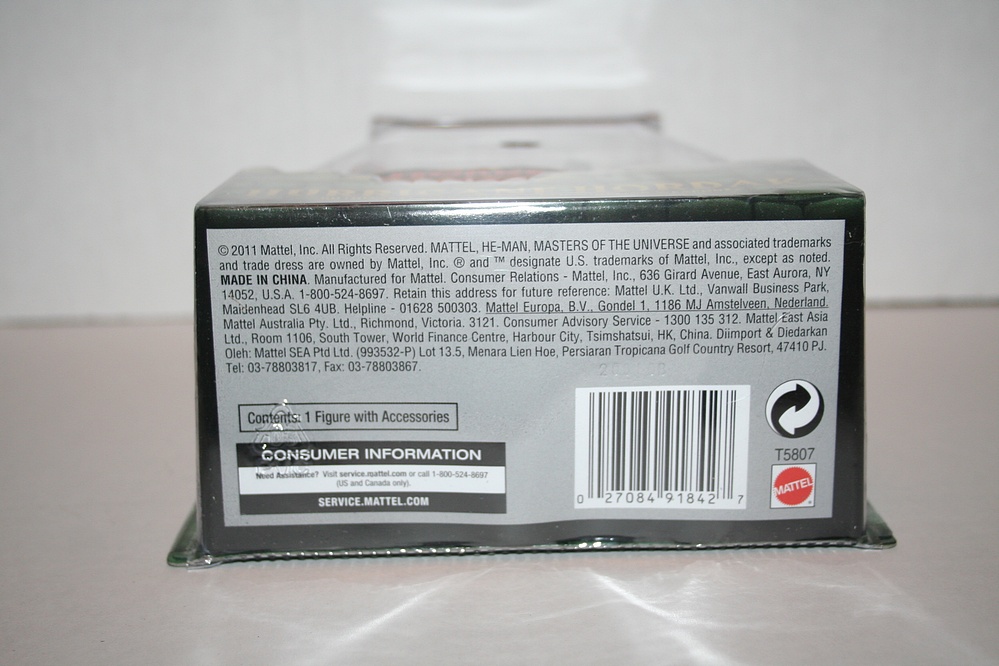 © 2011 Mattel, Inc. All Rights Reserved. MATTEL, HE-MAN, MASTERS OF THE UNIVERSE and associated trademarks
and trade dress are owned by Mattel, Inc. ® and ™ designate U.S. trademarks of Mattel, Inc., except as noted.
MADE IN CHINA. Manufactured for Mattel. Consumer Relations - Mattel, Inc., 636 Girard Avenue, East Aurora, NY
14052, U.S.A. 1-800-524-8697. Retain this address for future reference: Mattel U.K. Ltd., Vanwall Business Park,
Maidenhead SL6 4UB. Helpline - 01628 500303. Mattel Europa, B.V., Gondel 1, 1186 MJ Amstelveen, Nederland.
Mattel Australia Pty. Ltd., Richmond, Victoria. 3121. Consumer Advisory Service - 1300 135 312. Mattel East Asia
Ltd., Room 1106, South Tower, World Finance Centre, Harbour City, Tsimshatsui, HK, China. Diimport & Diedarkan
Oleh: Mattel SEA Ptd Ltd. (993532-P) Lot 13.5, Menara Lien Hoe, Persiaran Tropicana Golf Country Resort, 47410 PJ.
Tel: 03-78803817, Fax: 03-78803867.
Contents: 1 Figure with Accessories
CONSUMER INFORMATION
Need Assistance? Visit service.mattel.com or call 1-800-524-8697
(US and Canada only).
SERVICE.MATTEL.COM
0 27084 91842 7
T5807
MATTEL